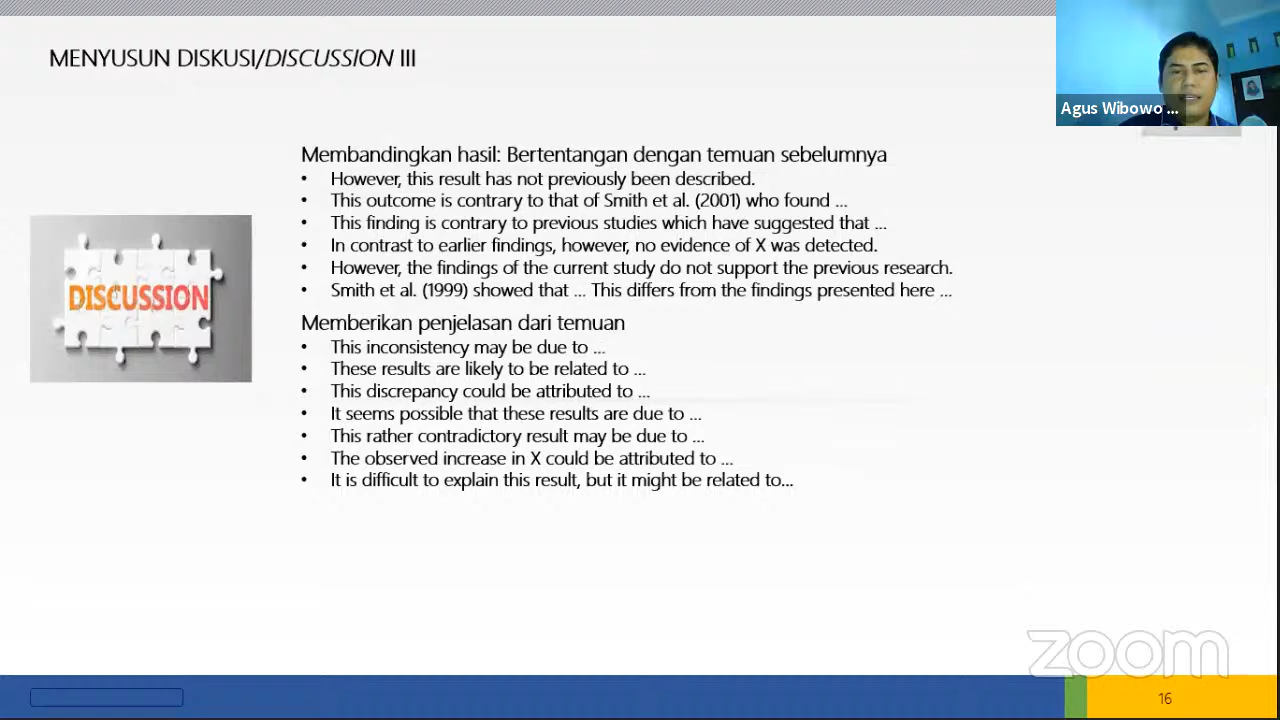 MENYUSUN DISKUSI/DISCUSSION III
Agus Wibowo ...
Membandingkan hasil: Bertentangan dengan temuan sebelumnya
• However, this result has not previously been described.
• This outcome is contrary to that of Smith et al. (2001) who found ...
• This finding is contrary to previous studies which have suggested that ...
• In contrast to earlier findings, however, no evidence of X was detected.
• However, the findings of the current study do not support the previous research.
• Smith et al. (1999) showed that ... This differs from the findings presented here ...
DISCUSSION
Memberikan penjelasan dari temuan
• This inconsistency may be due to ...
• These results are likely to be related to ...
• This discrepancy could be attributed to ...
• It seems possible that these results are due to ...
• This rather contradictory result may be due to ...
• The observed increase in X could be attributed to ...
• It is difficult to explain this result, but it might be related to...
zoom
16